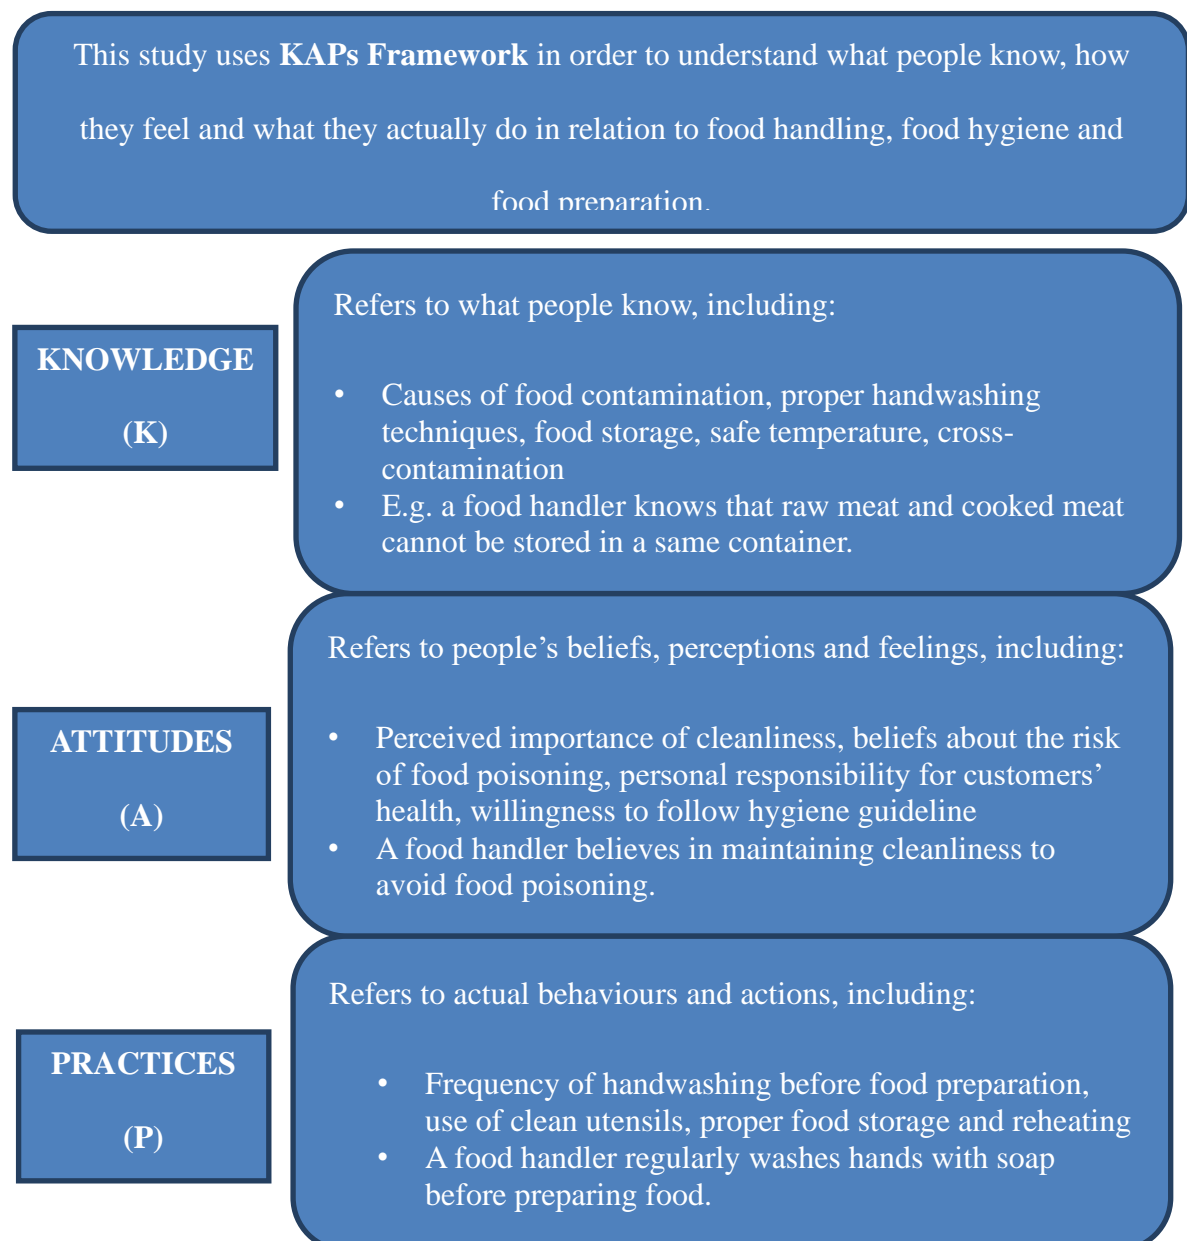 This study uses KAPs Framework in order to understand what people know, how
they feel and what they actually do in relation to food handling, food hygiene and
food preparation.
KNOWLEDGE
(K)
Refers to what people know, including:
• Causes of food contamination, proper handwashing
techniques, food storage, safe temperature, cross-
contamination
• E.g. a food handler knows that raw meat and cooked meat
cannot be stored in a same container.
ATTITUDES
(A)
Refers to people’s beliefs, perceptions and feelings, including:
• Perceived importance of cleanliness, beliefs about the risk
of food poisoning, personal responsibility for customers’
health, willingness to follow hygiene guideline
• A food handler believes in maintaining cleanliness to
avoid food poisoning.
PRACTICES
(P)
Refers to actual behaviours and actions, including:
• Frequency of handwashing before food preparation,
use of clean utensils, proper food storage and reheating
• A food handler regularly washes hands with soap
before preparing food.